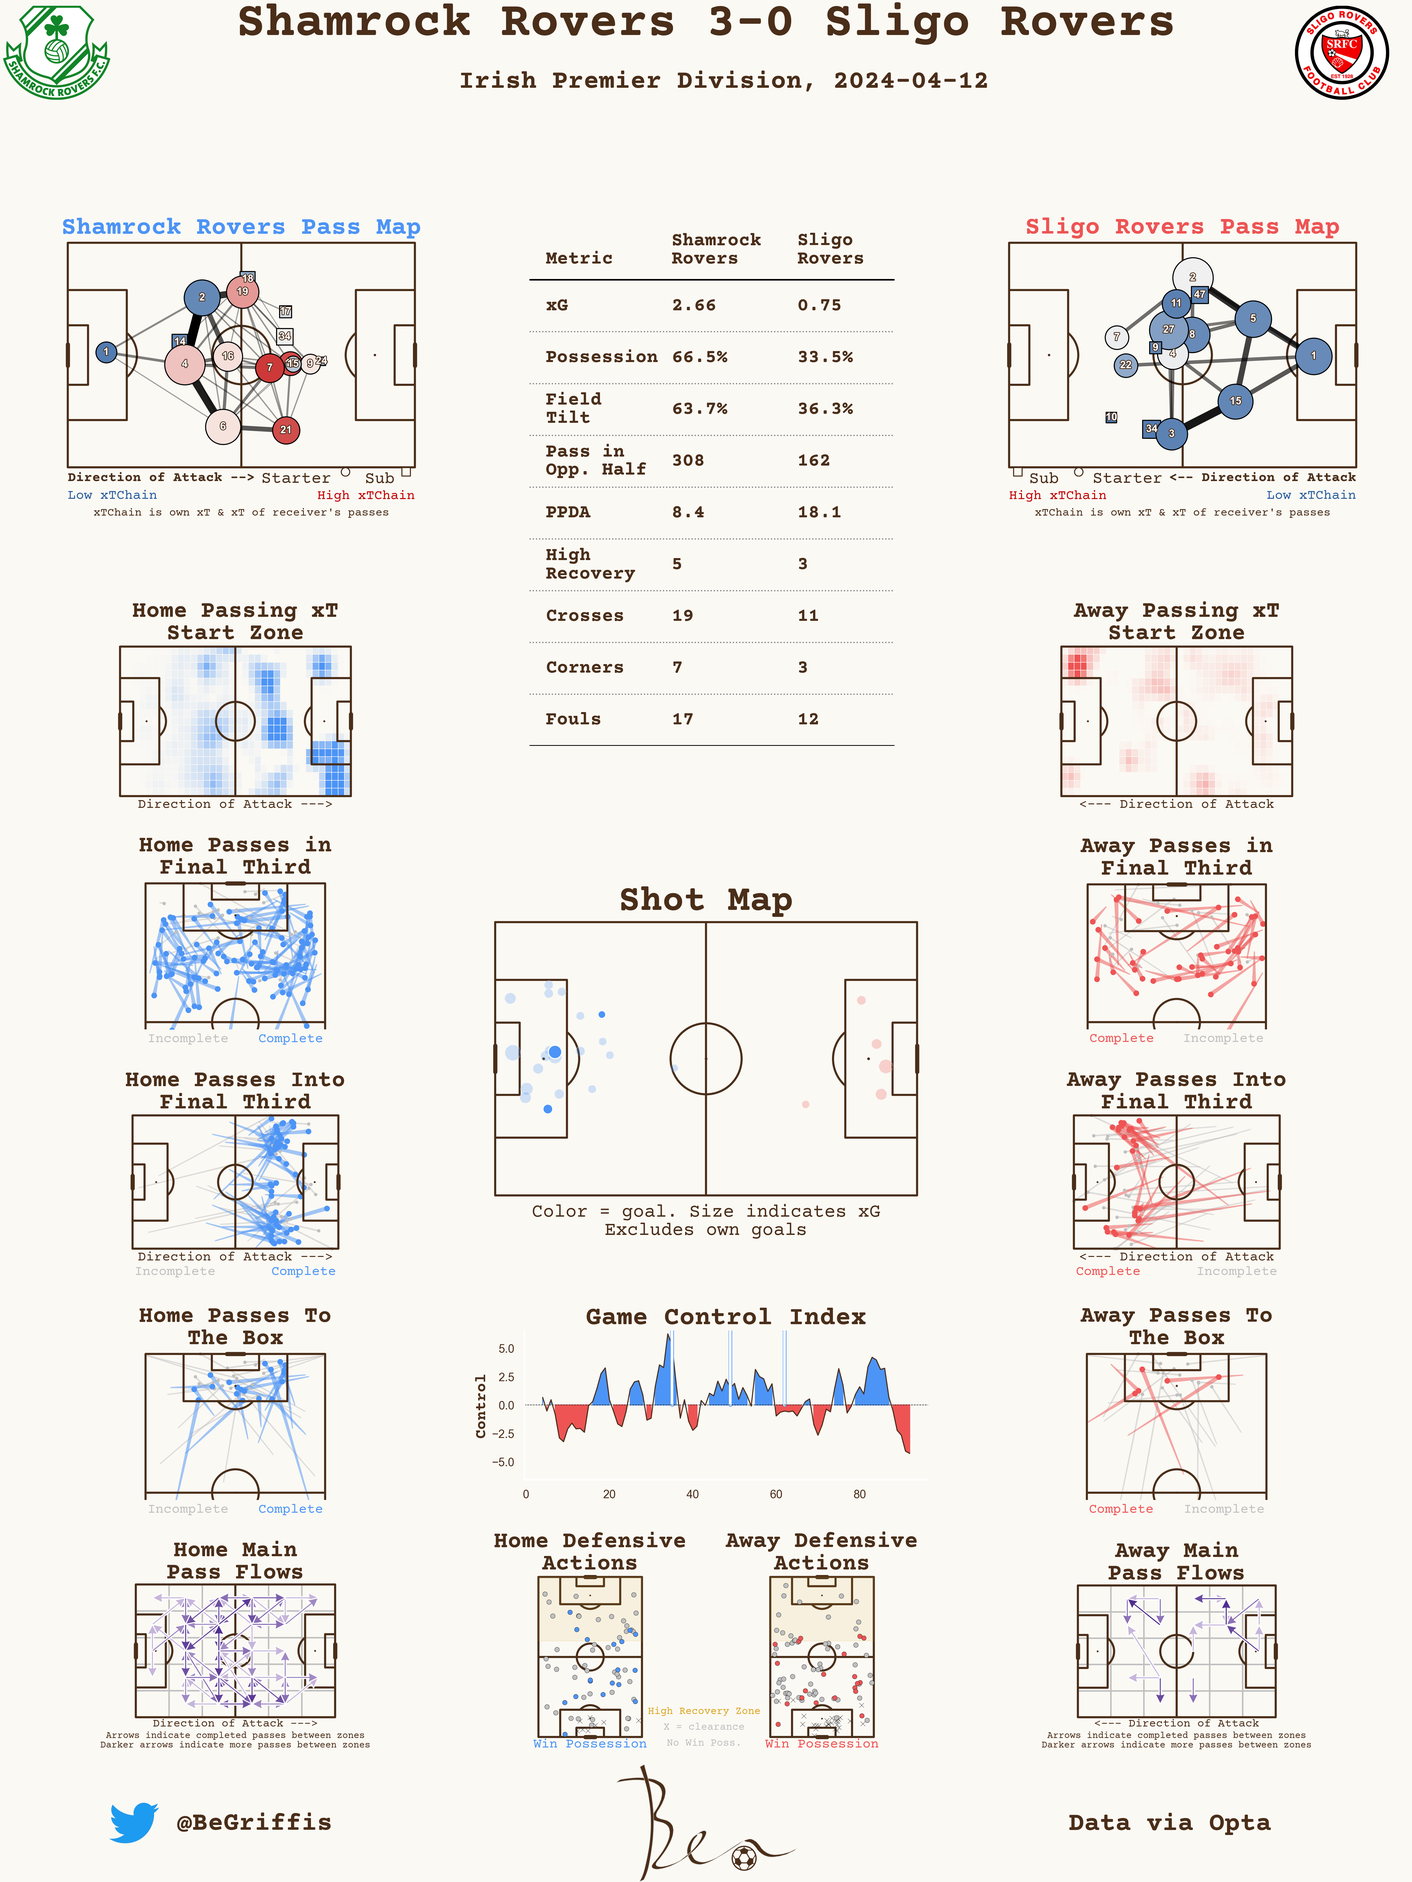 Shamrock Rovers 3-0 Sligo Rovers
Irish Premier Division, 2024-04-12
SHAMROCK ROVERS F.C.
SLIGO ROVERS
SRFC
EST 1928
FOOTBALL CLUB
Shamrock Rovers Pass Map
18
19
2
17
14
34
1
4
16
7
15
9
24
6
21
Direction of Attack --> Starter Sub
Low xTChain High xTChain
xTChain is own xT & xT of receiver's passes
Metric Shamrock Rovers Sligo Rovers
xG 2.66 0.75
Possession 66.5% 33.5%
Field Tilt 63.7% 36.3%
Pass in Opp. Half 308 162
PPDA 8.4 18.1
High Recovery 5 3
Crosses 19 11
Corners 7 3
Fouls 17 12
Sligo Rovers Pass Map
2
47
11
5
7
27
8
9
4
1
22
15
10
34
3
Sub Starter <-- Direction of Attack
High xTChain Low xTChain
xTChain is own xT & xT of receiver's passes
Home Passing xT
Start Zone
Direction of Attack --->
Away Passing xT
Start Zone
<--- Direction of Attack
Home Passes in
Final Third
Incomplete Complete
Away Passes in
Final Third
Complete Incomplete
Shot Map
Color = goal. Size indicates xG
Excludes own goals
Home Passes Into
Final Third
Direction of Attack --->
Incomplete Complete
Away Passes Into
Final Third
<--- Direction of Attack
Complete Incomplete
Home Passes To
The Box
Incomplete Complete
Game Control Index
Control
5.0
2.5
0.0
−2.5
−5.0
0 20 40 60 80
Away Passes To
The Box
Complete Incomplete
Home Main
Pass Flows
Direction of Attack --->
Arrows indicate completed passes between zones
Darker arrows indicate more passes between zones
Home Defensive
Actions
Win Possession
High Recovery Zone
X = clearance
No Win Poss.
Away Defensive
Actions
Win Possession
Away Main
Pass Flows
<--- Direction of Attack
Arrows indicate completed passes between zones
Darker arrows indicate more passes between zones
@BeGriffis
Ben
Data via Opta